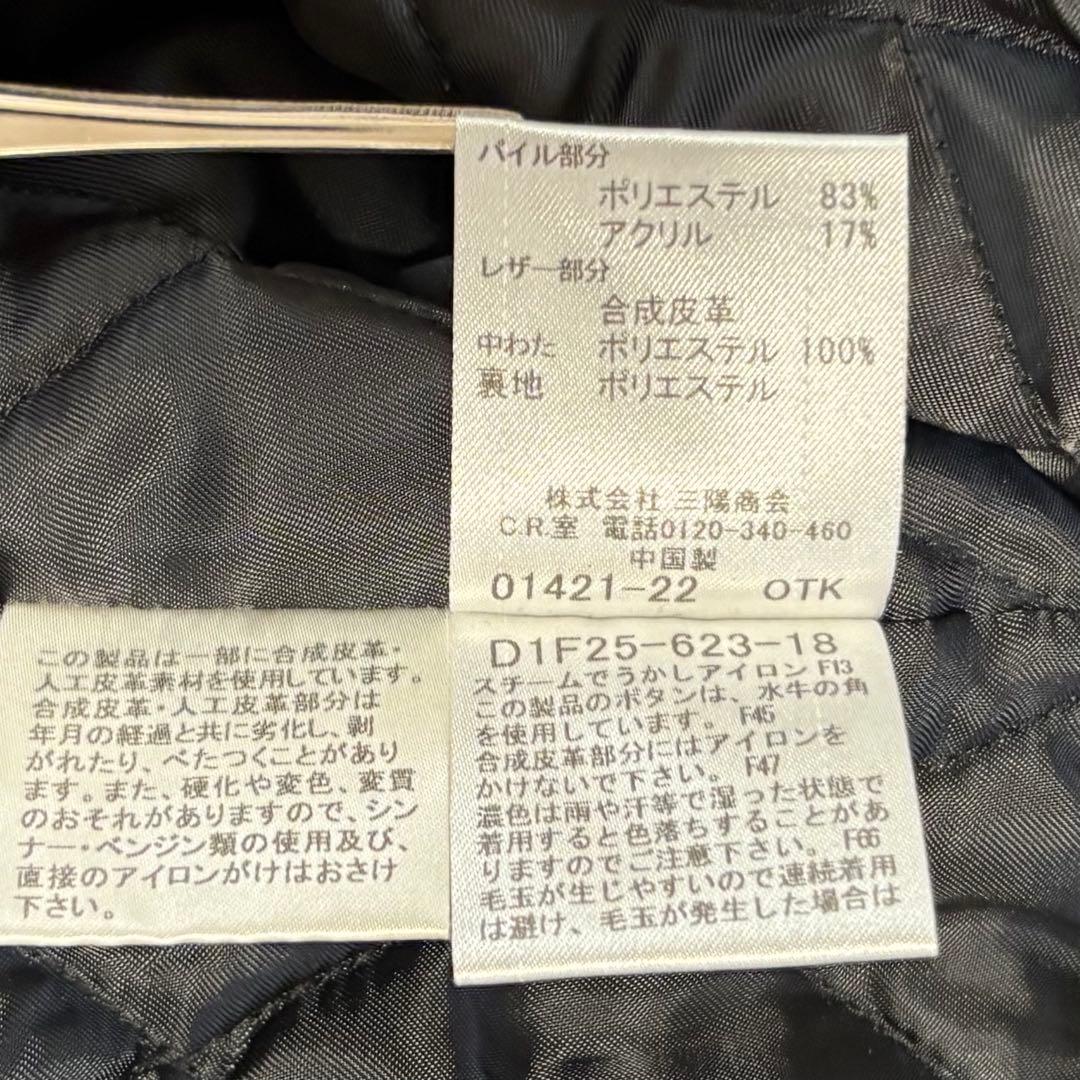 パイル部分
ポリエステル 83%
アクリル 17%
レザー部分
合成皮革
中わた ポリエステル 100%
裏地 ポリエステル
株式会社 三陽商会
C.R.室 電話0120-340-460
中国製
01421-22 OTK
この製品は一部に合成皮革・
人工皮革素材を使用しています。
合成皮革・人工皮革部分は
年月の経過と共に劣化し、剥
がれたり、べたつくことがあり
ます。また、硬化や変色、変質
のおそれがありますので、シン
ナー・ベンジン類の使用及び、
直接のアイロンがけはおさけ
下さい。
D1F25-623-18
スチームでうかしアイロン F13
この製品のボタンは、水牛の角
を使用しています。 F45
合成皮革部分にはアイロンを
かけないで下さい。 F47
濃色は雨や汗等で湿った状態で
着用すると色落ちすることがあ
りますのでご注意下さい。 F66
毛玉が生じやすいので連続着用
は避け、毛玉が発生した場合は